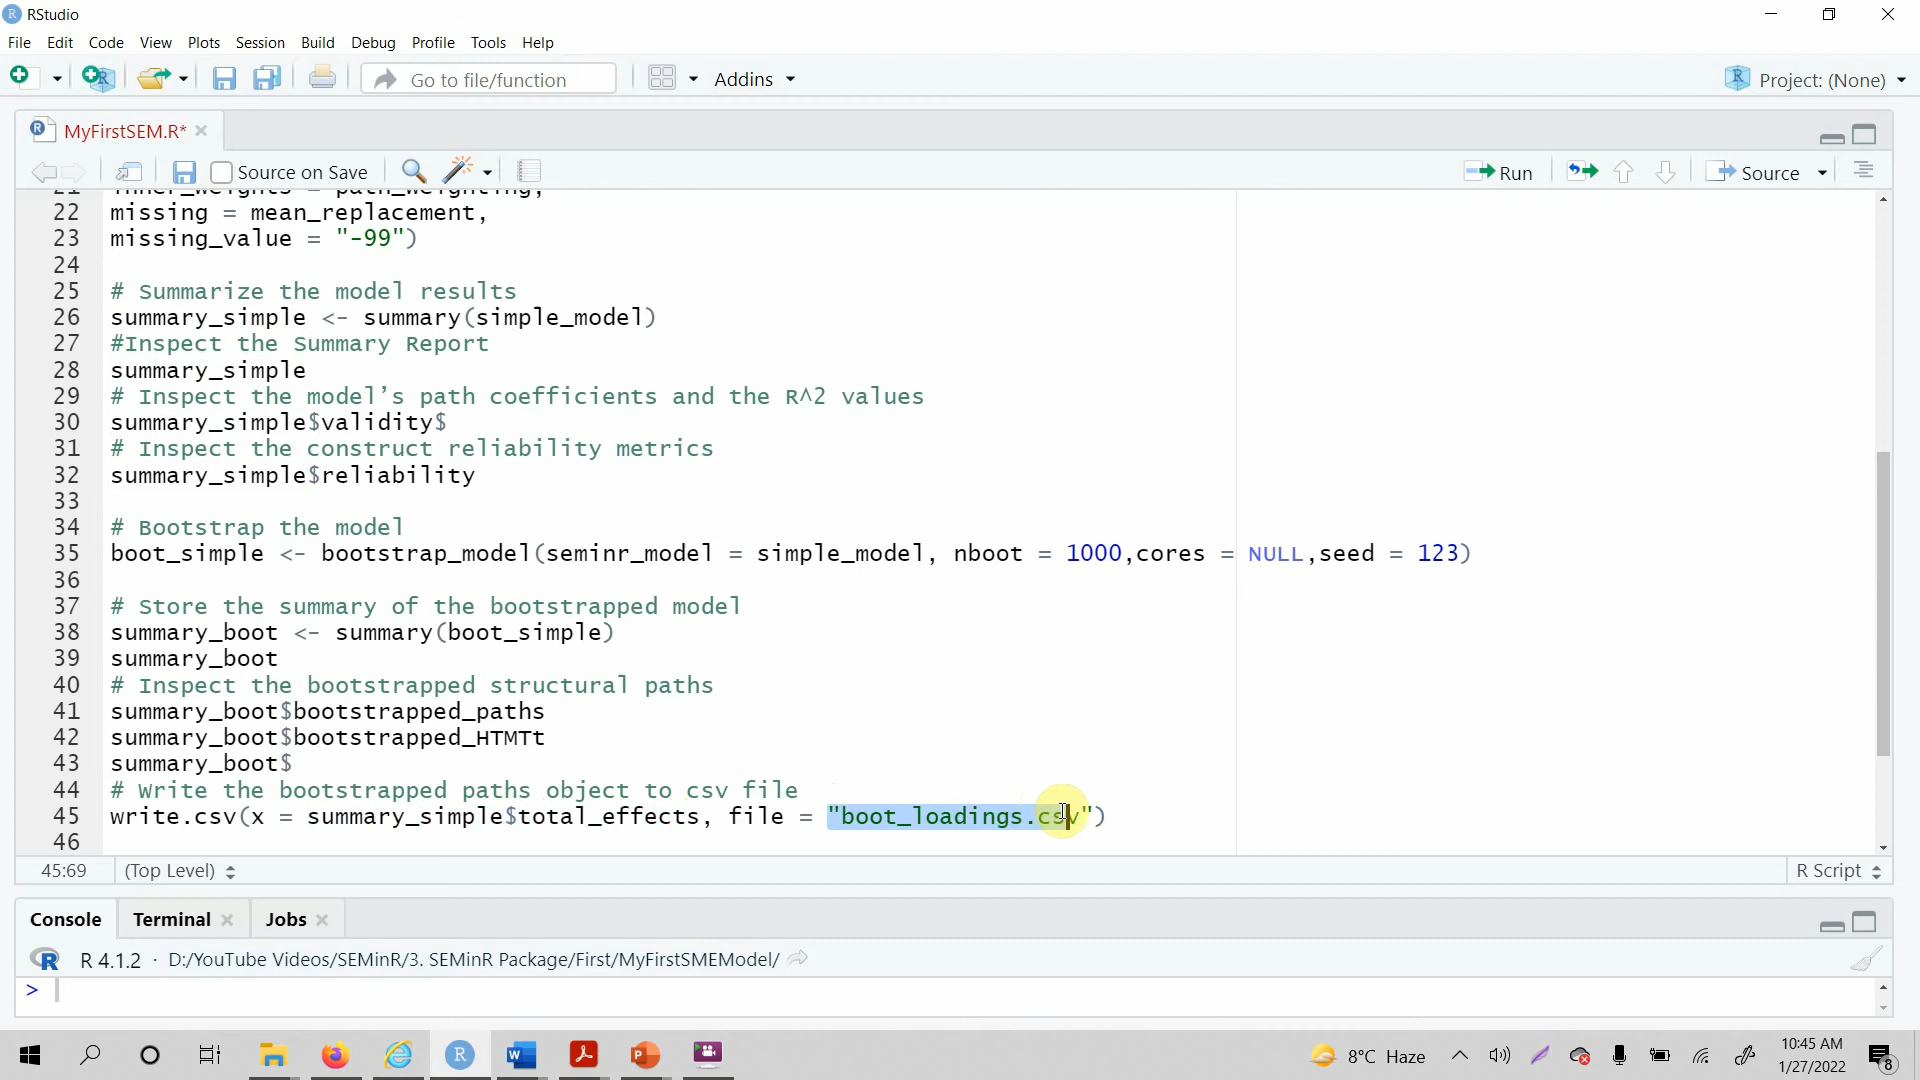 RStudio
File Edit Code View Plots Session Build Debug Profile Tools Help
Go to file/function Addins Project: (None)
MyFirstSEM.R*
Source on Save Run Source
21 inner_weights = path_weighting,
22 missing = mean_replacement,
23 missing_value = "-99")
24
25 # Summarize the model results
26 summary_simple <- summary(simple_model)
27 #Inspect the Summary Report
28 summary_simple
29 # Inspect the model’s path coefficients and the R^2 values
30 summary_simple$validity$
31 # Inspect the construct reliability metrics
32 summary_simple$reliability
33
34 # Bootstrap the model
35 boot_simple <- bootstrap_model(seminr_model = simple_model, nboot = 1000,cores = NULL,seed = 123)
36
37 # Store the summary of the bootstrapped model
38 summary_boot <- summary(boot_simple)
39 summary_boot
40 # Inspect the bootstrapped structural paths
41 summary_boot$bootstrapped_paths
42 summary_boot$bootstrapped_HTMTt
43 summary_boot$
44 # Write the bootstrapped paths object to csv file
45 write.csv(x = summary_simple$total_effects, file = "boot_loadings.csv")
46
45:69 (Top Level) R Script
Console Terminal Jobs
R 4.1.2 · D:/YouTube Videos/SEMinR/3. SEMinR Package/First/MyFirstSMEModel/
>
8°C Haze 10:45 AM
1/27/2022 8